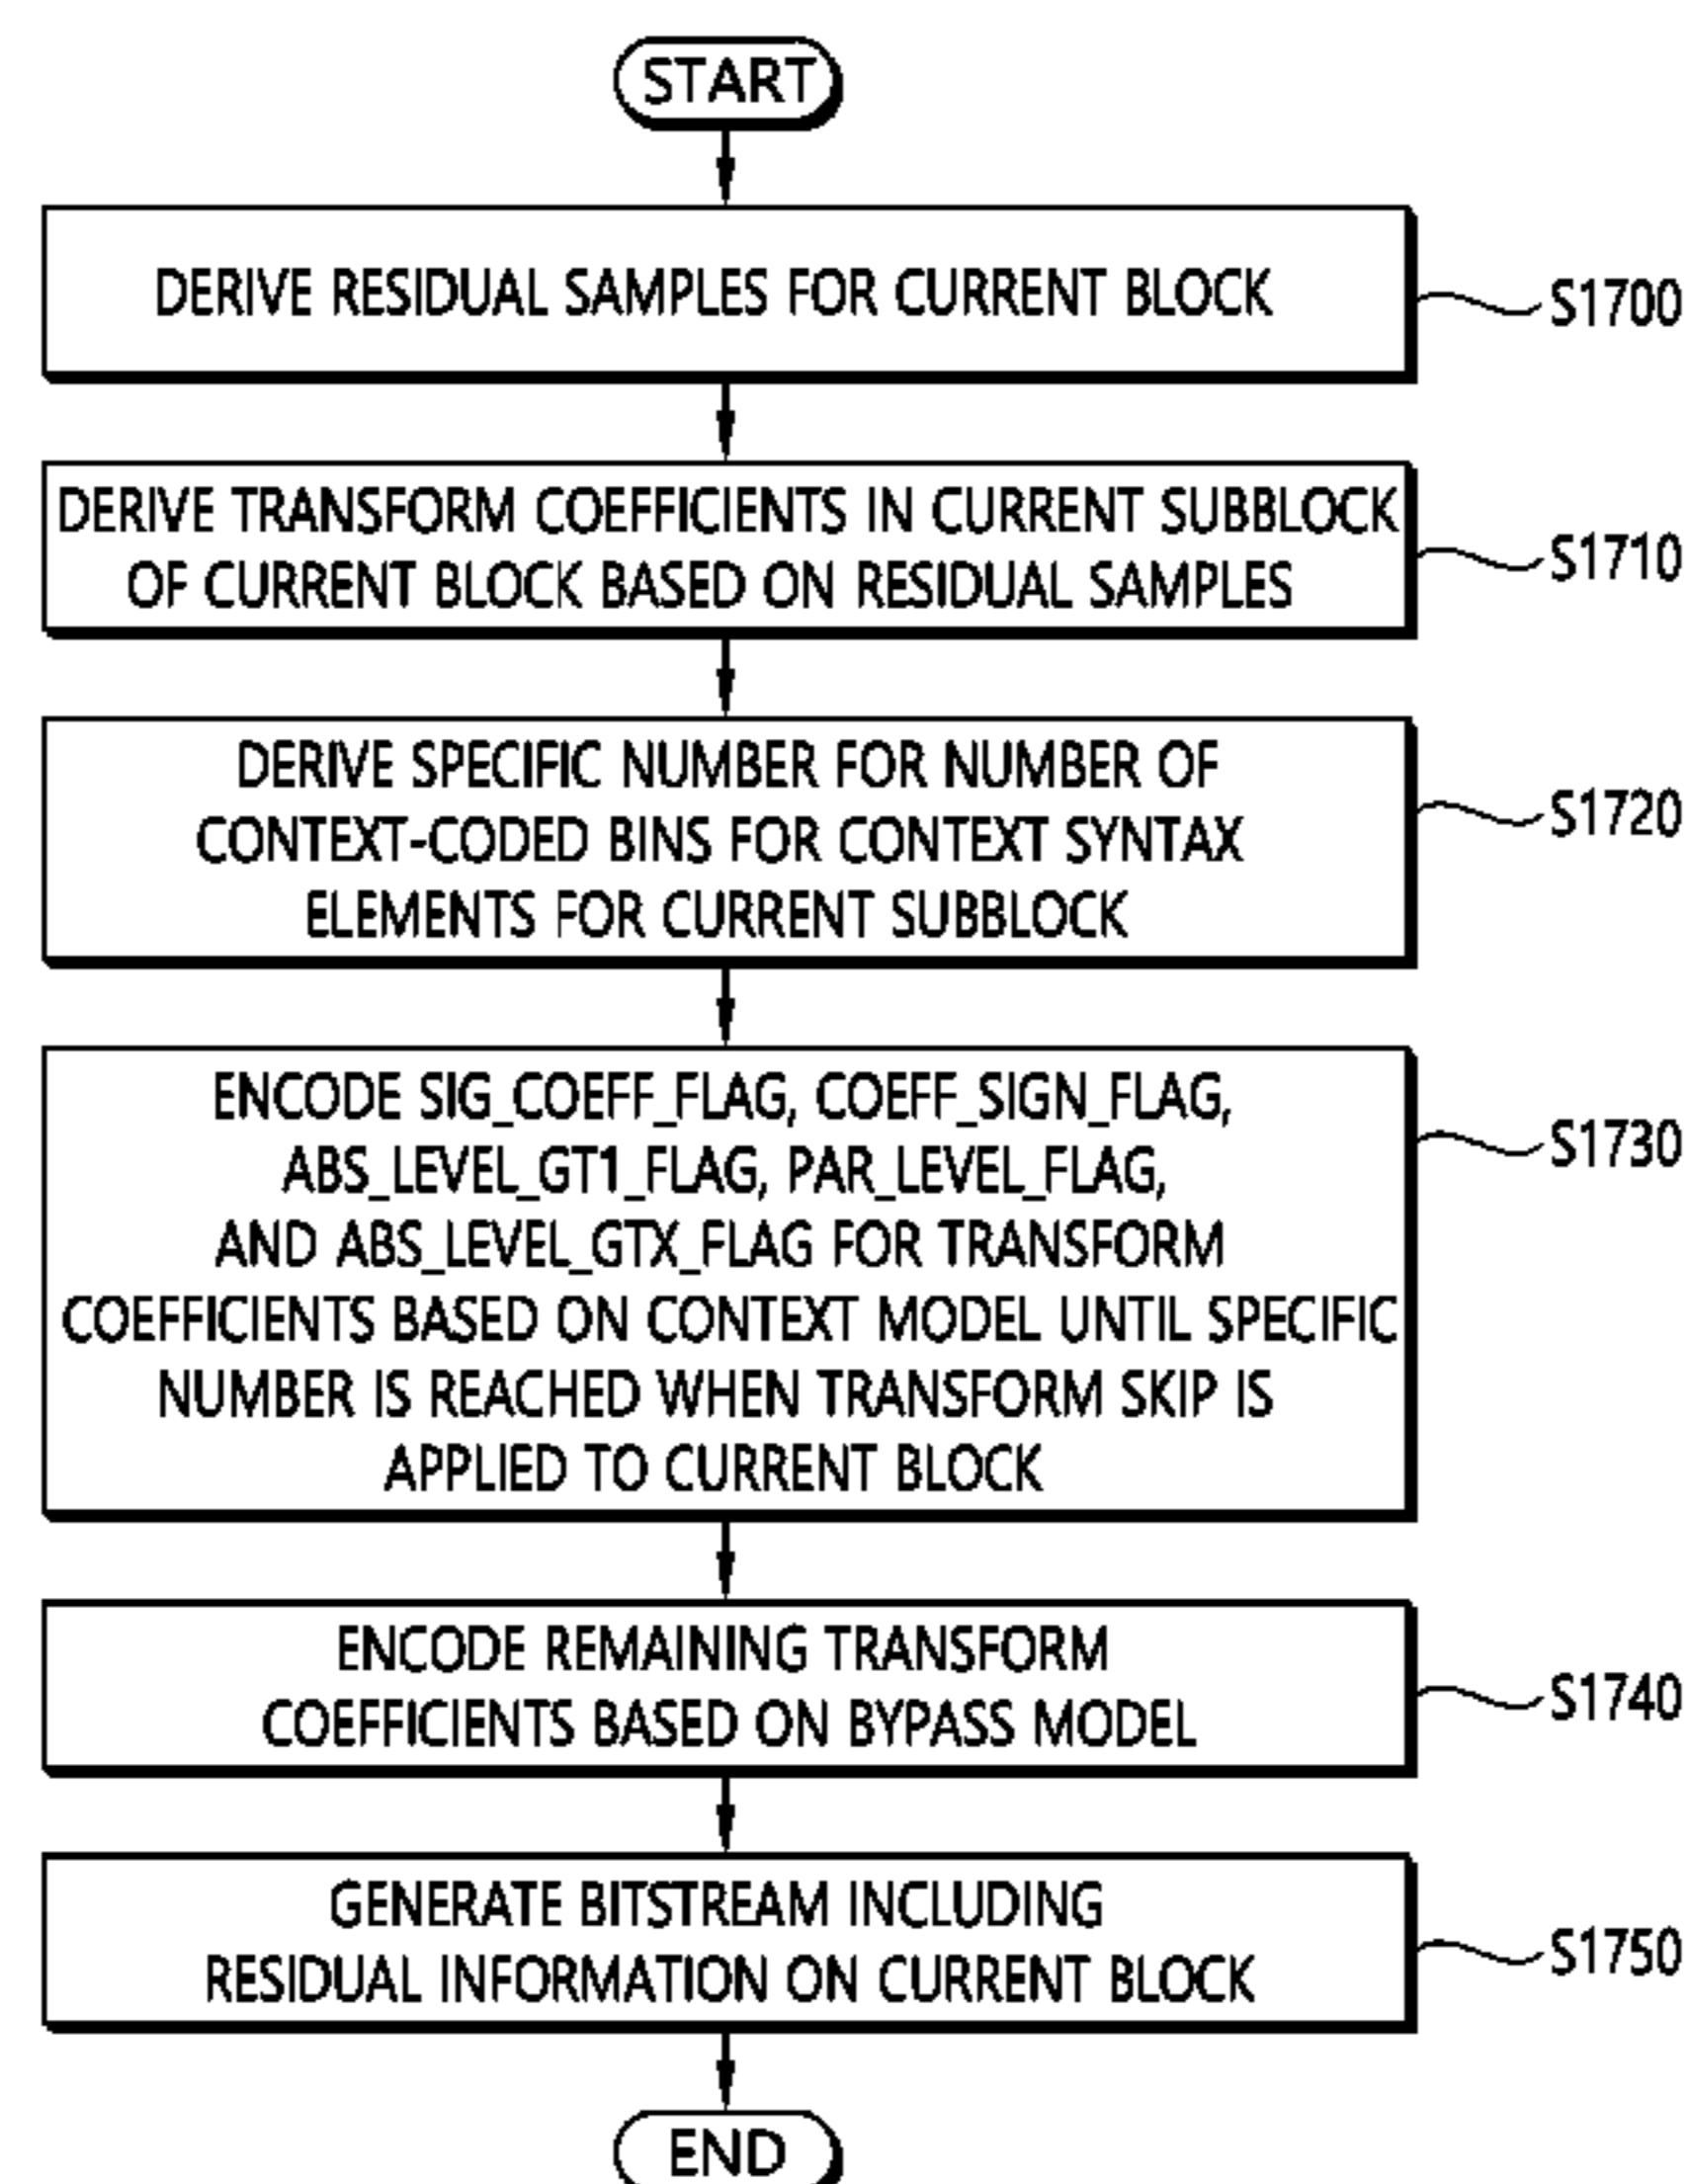 START
DERIVE RESIDUAL SAMPLES FOR CURRENT BLOCK
S1700
DERIVE TRANSFORM COEFFICIENTS IN CURRENT SUBBLOCK
OF CURRENT BLOCK BASED ON RESIDUAL SAMPLES
S1710
DERIVE SPECIFIC NUMBER FOR NUMBER OF
CONTEXT-CODED BINS FOR CONTEXT SYNTAX
ELEMENTS FOR CURRENT SUBBLOCK
S1720
ENCODE SIG_COEFF_FLAG, COEFF_SIGN_FLAG,
ABS_LEVEL_GT1_FLAG, PAR_LEVEL_FLAG,
AND ABS_LEVEL_GTX_FLAG FOR TRANSFORM
COEFFICIENTS BASED ON CONTEXT MODEL UNTIL SPECIFIC
NUMBER IS REACHED WHEN TRANSFORM SKIP IS
APPLIED TO CURRENT BLOCK
S1730
ENCODE REMAINING TRANSFORM
COEFFICIENTS BASED ON BYPASS MODEL
S1740
GENERATE BITSTREAM INCLUDING
RESIDUAL INFORMATION ON CURRENT BLOCK
S1750
END